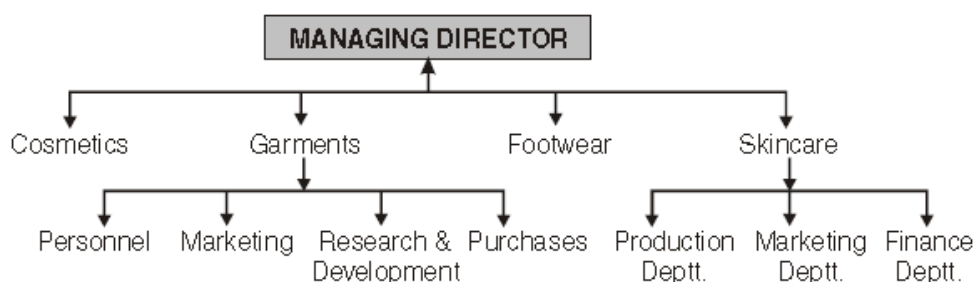 MANAGING DIRECTOR
Cosmetics Garments Footwear Skincare
Personnel Marketing Research & Purchases Production Marketing Finance
Development Deptt. Deptt. Deptt.